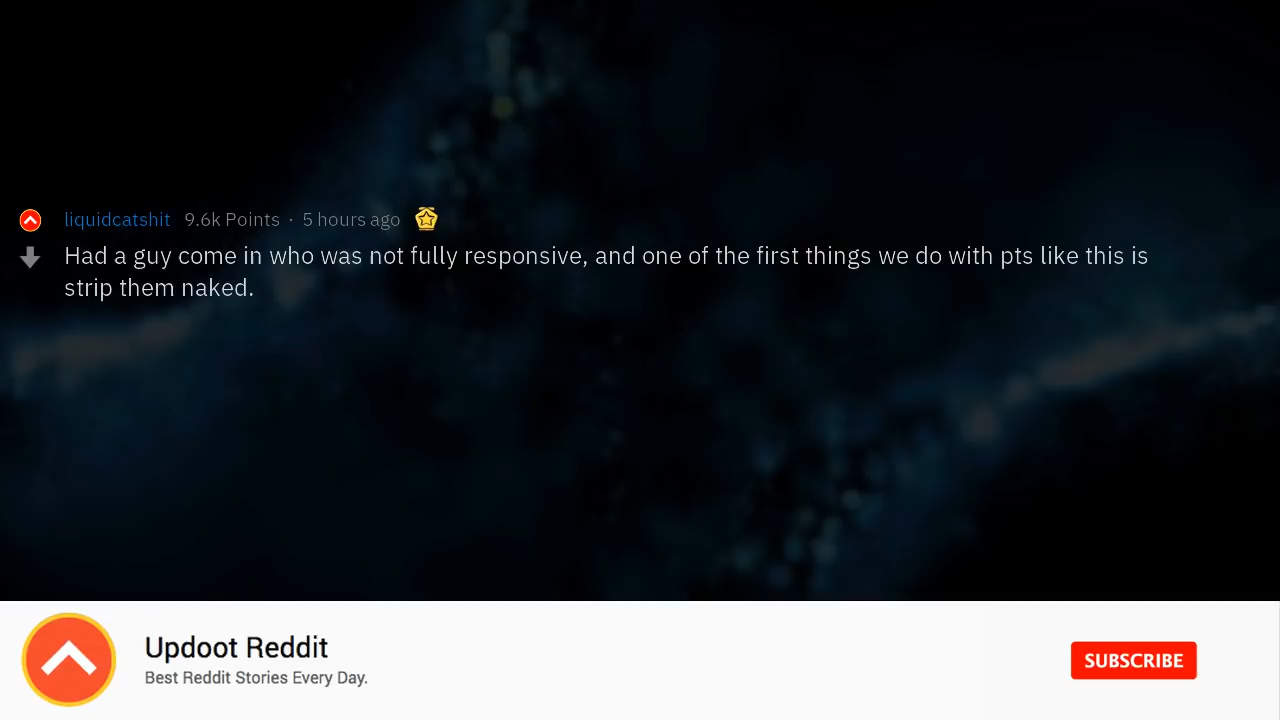 liquidcatshit 9.6k Points · 5 hours ago
Had a guy come in who was not fully responsive, and one of the first things we do with pts like this is
strip them naked.
Updoot Reddit
Best Reddit Stories Every Day.
SUBSCRIBE